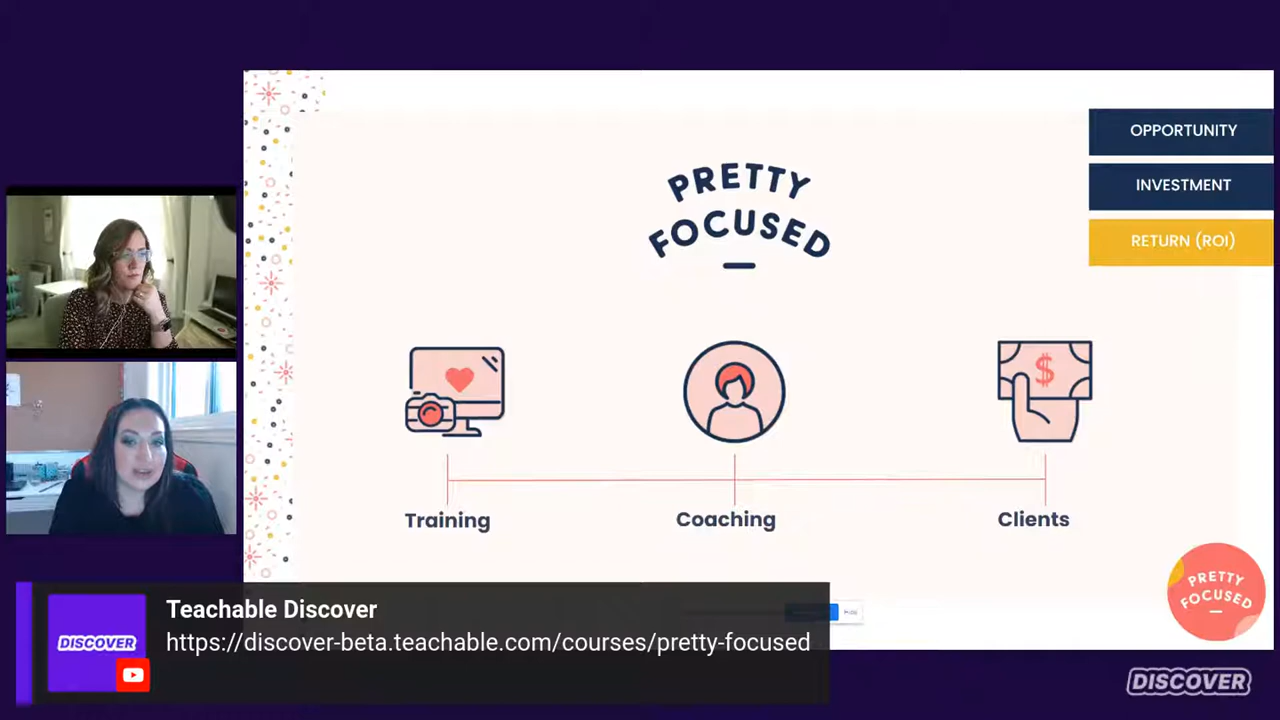 OPPORTUNITY
INVESTMENT
RETURN (ROI)
PRETTY
FOCUSED
$
Training
Coaching
Clients
PRETTY
FOCUSED
DISCOVER
Teachable Discover
https://discover-beta.teachable.com/courses/pretty-focused
DISCOVER